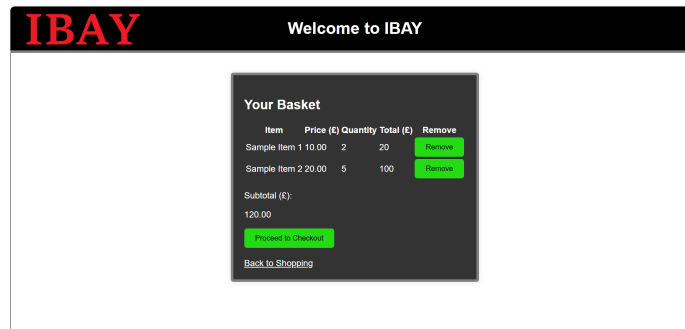 IBAY
Welcome to IBAY
Your Basket
Item Price (£) Quantity Total (£) Remove
Sample Item 1 10.00 2 20 Remove
Sample Item 2 20.00 5 100 Remove
Subtotal (£):
120.00
Proceed to Checkout
Back to Shopping